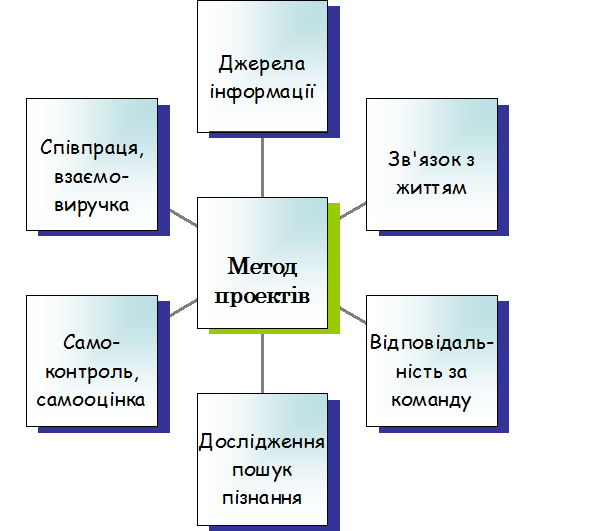 Джерела
інформації
Співпраця,
взаємо-
виручка
Зв'язок з
життям
Метод
проектів
Само-
контроль,
самооцінка
Відповідаль-
ність за
команду
Дослідження
пошук
пізнання